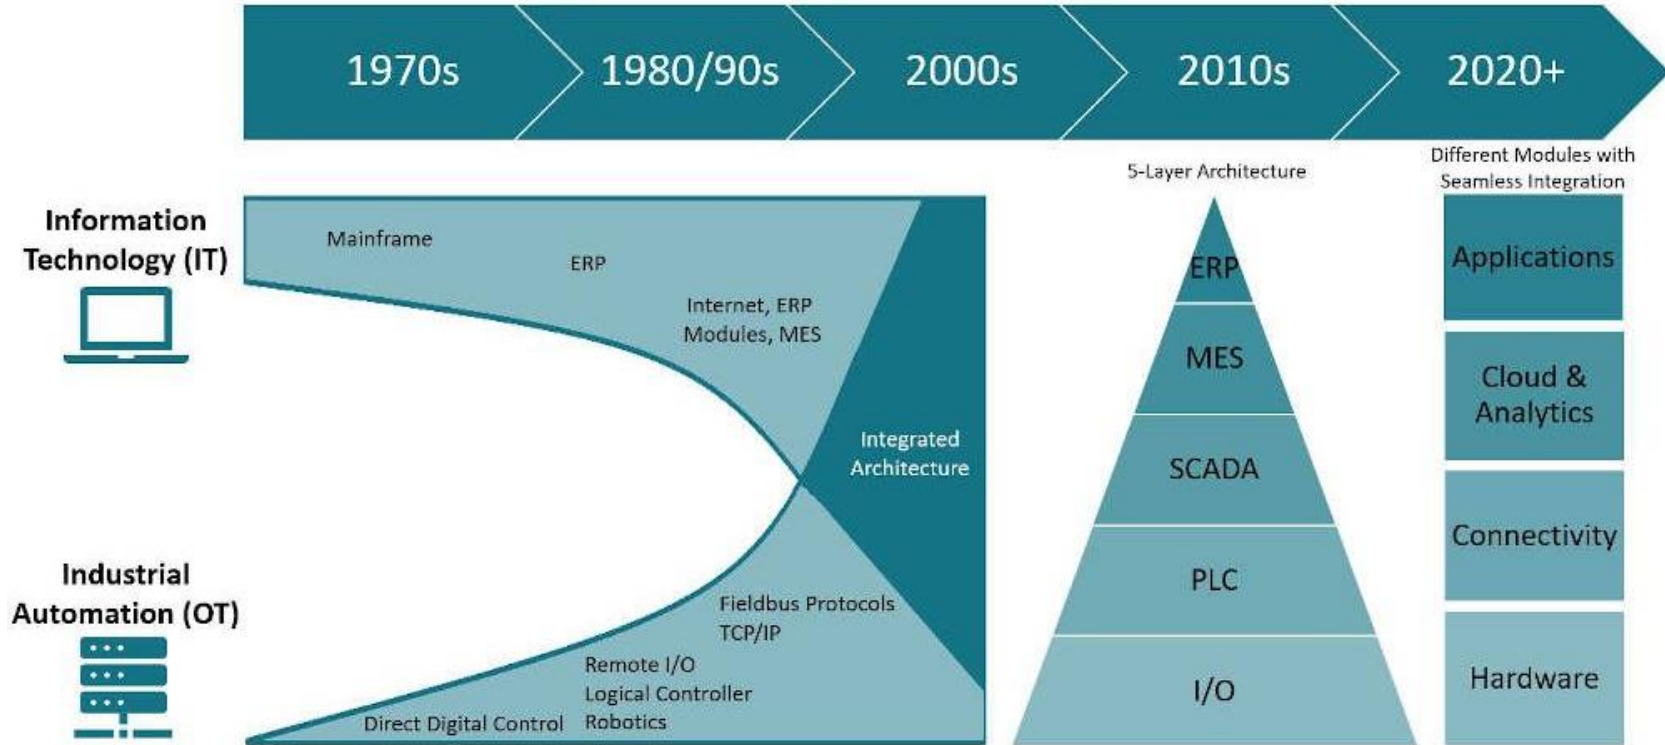 1970s
1980/90s
2000s
2010s
2020+
Information
Technology (IT)
Mainframe
ERP
Internet, ERP
Modules, MES
Integrated
Architecture
Industrial
Automation (OT)
Fieldbus Protocols
TCP/IP
Remote I/O
Logical Controller
Robotics
Direct Digital Control
5-Layer Architecture
ERP
MES
SCADA
PLC
I/O
Different Modules with
Seamless Integration
Applications
Cloud &
Analytics
Connectivity
Hardware